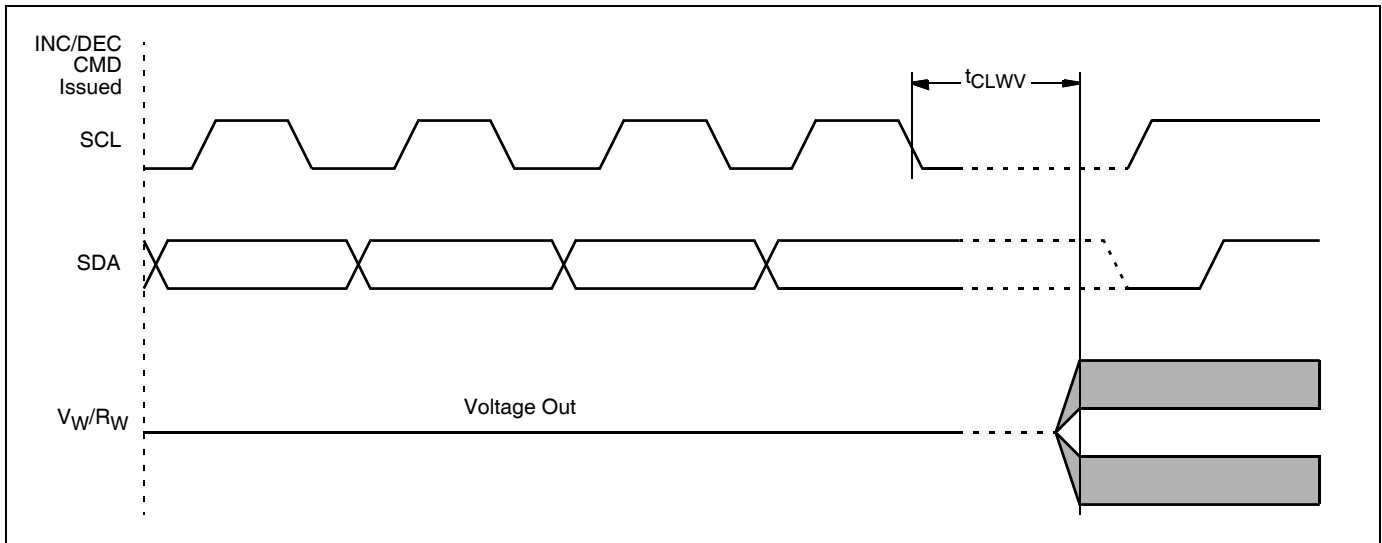 INC/DEC
CMD
Issued
tCLWV
SCL
SDA
Voltage Out
VW/RW